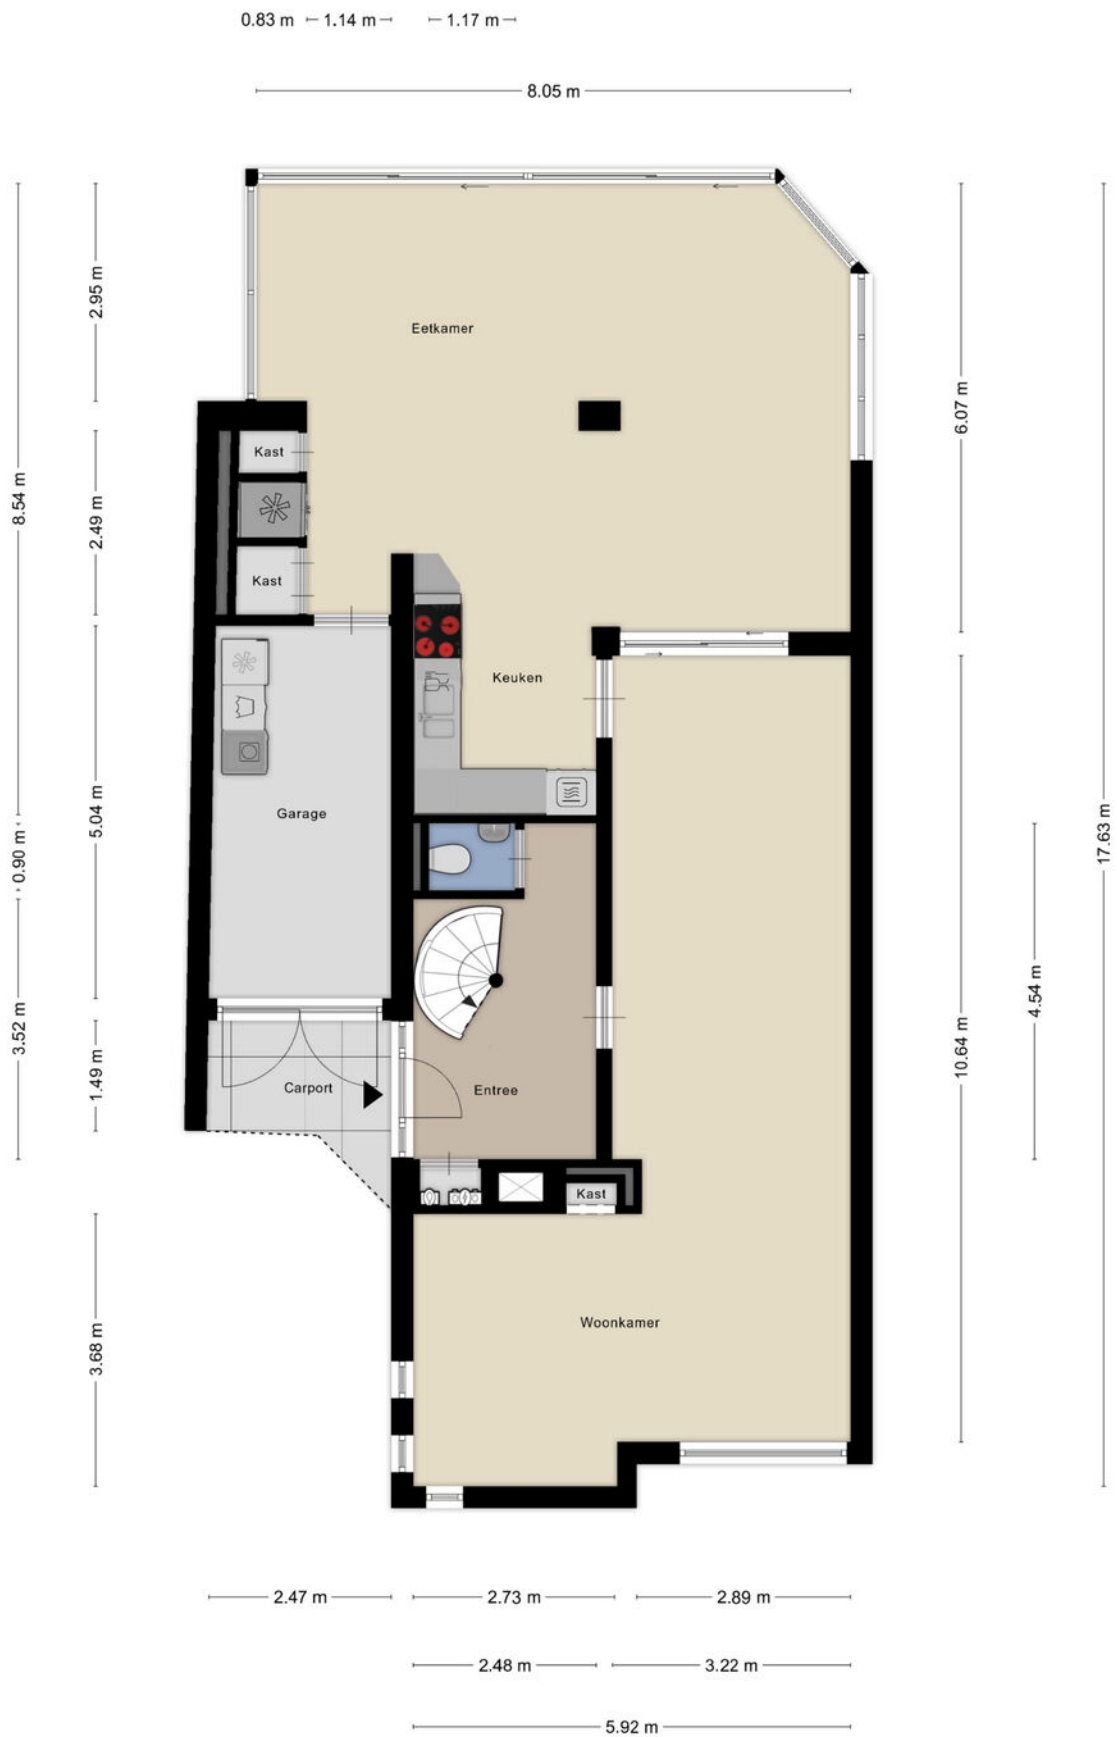 0.83 m 1.14 m 1.17 m
8.05 m
2.95 m
Eetkamer
6.07 m
8.54 m
Kast
2.49 m
Kast
Keuken
Garage
5.04 m
0.90 m
17.63 m
4.54 m
3.52 m
10.64 m
1.49 m
Carport
Entree
Kast
Woonkamer
3.68 m
2.47 m 2.73 m 2.89 m
2.48 m 3.22 m
5.92 m